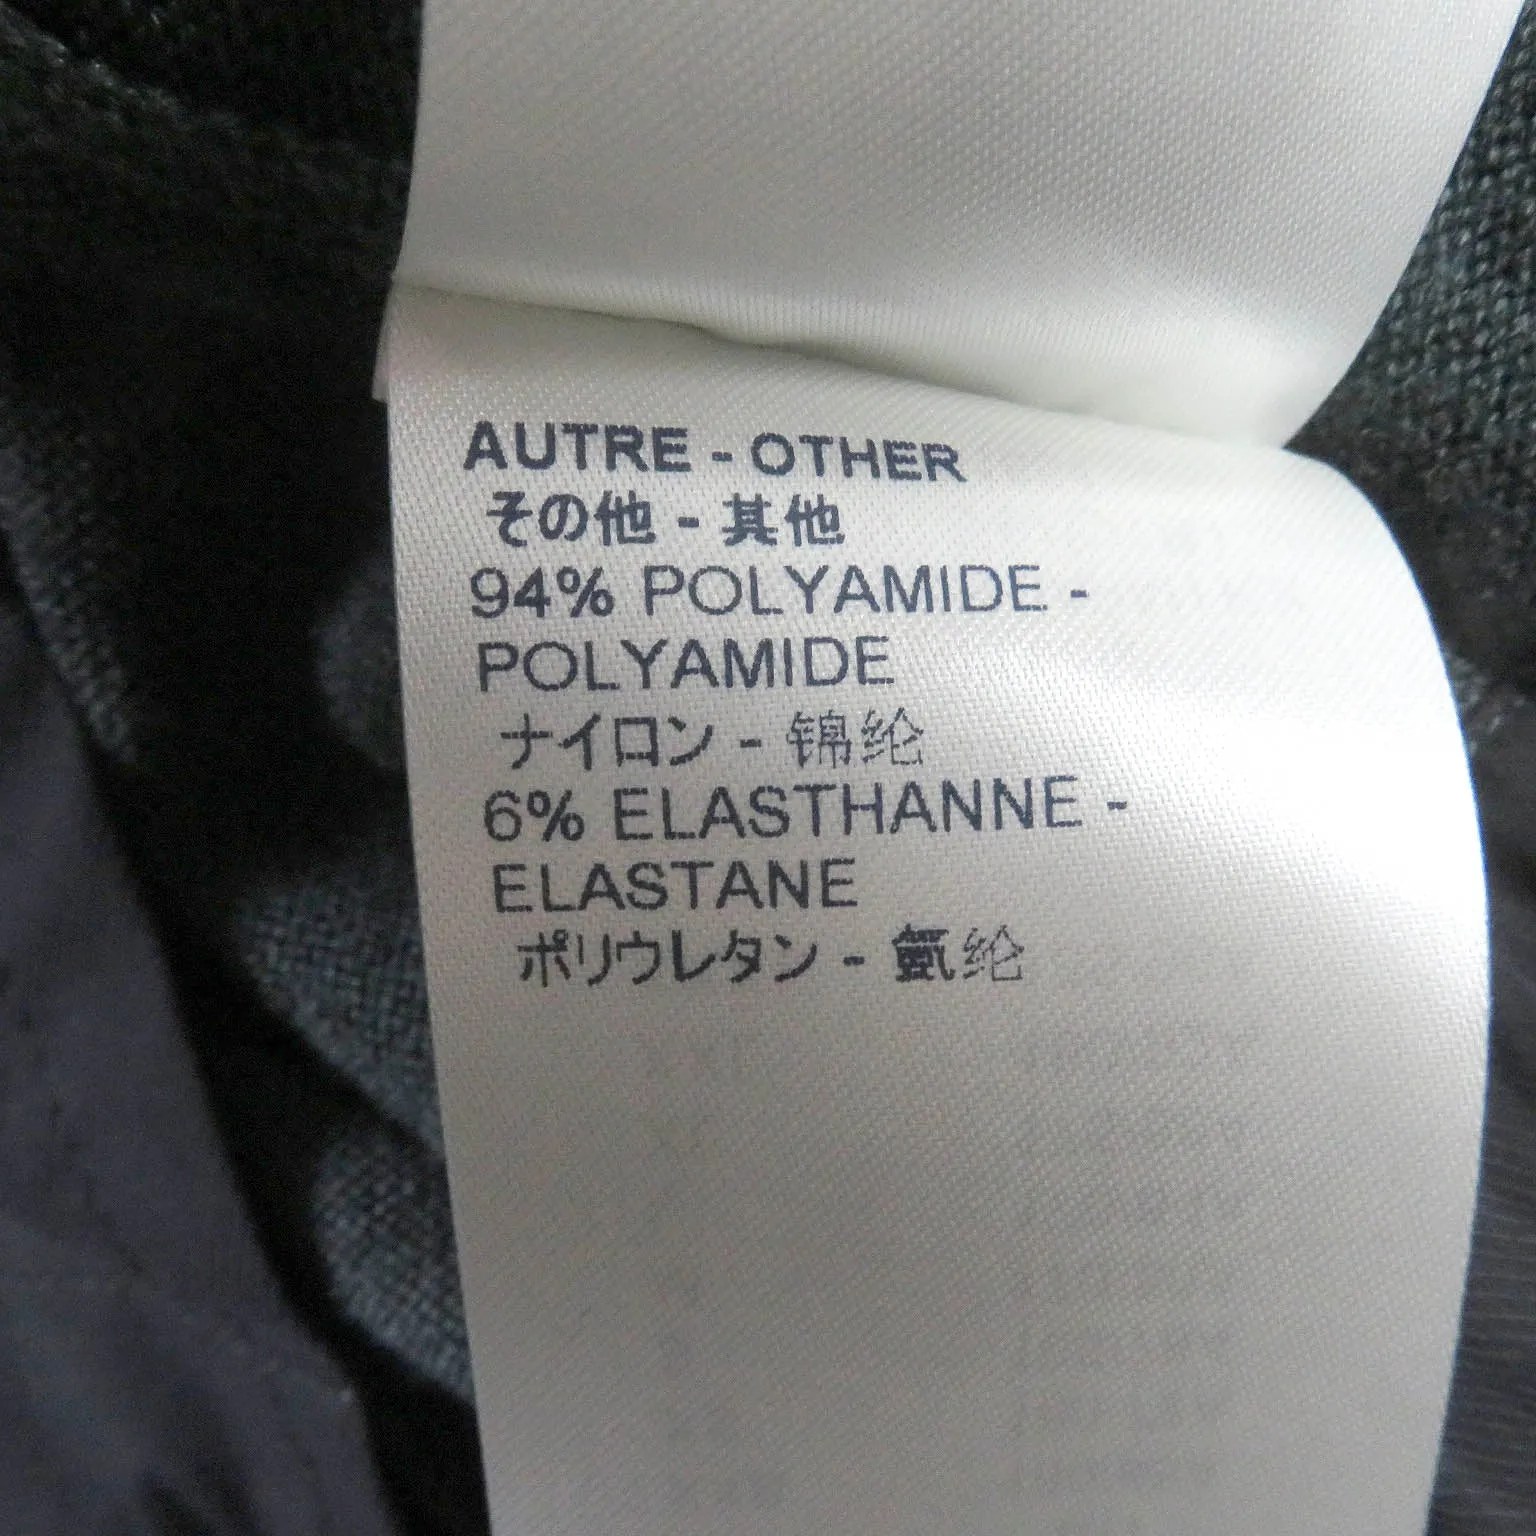 AUTRE - OTHER
その他 - 其他
94% POLYAMIDE -
POLYAMIDE
ナイロン - 锦纶
6% ELASTHANNE -
ELASTANE
ポリウレタン - 氨纶